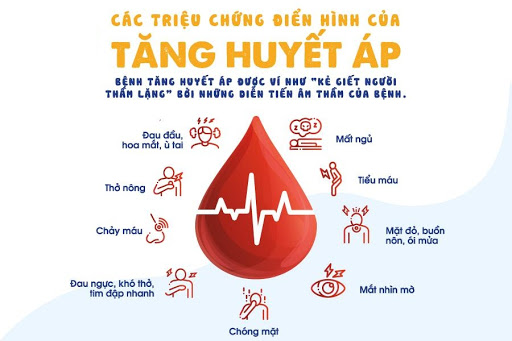 CÁC TRIỆU CHỨNG ĐIỂN HÌNH CỦA
TĂNG HUYẾT ÁP
BỆNH TĂNG HUYẾT ÁP ĐƯỢC VÍ NHƯ "KẺ GIẾT NGƯỜI
THẦM LẶNG" BỞI NHỮNG DIỄN TIẾN ÂM THẦM CỦA BỆNH.
Đau đầu,
hoa mắt, ù tai
Mất ngủ
Thở nông
Tiểu máu
Chảy máu
Mặt đỏ, buồn
nôn, ói mửa
Đau ngực, khó thở,
tim đập nhanh
Mắt nhìn mờ
Chóng mặt